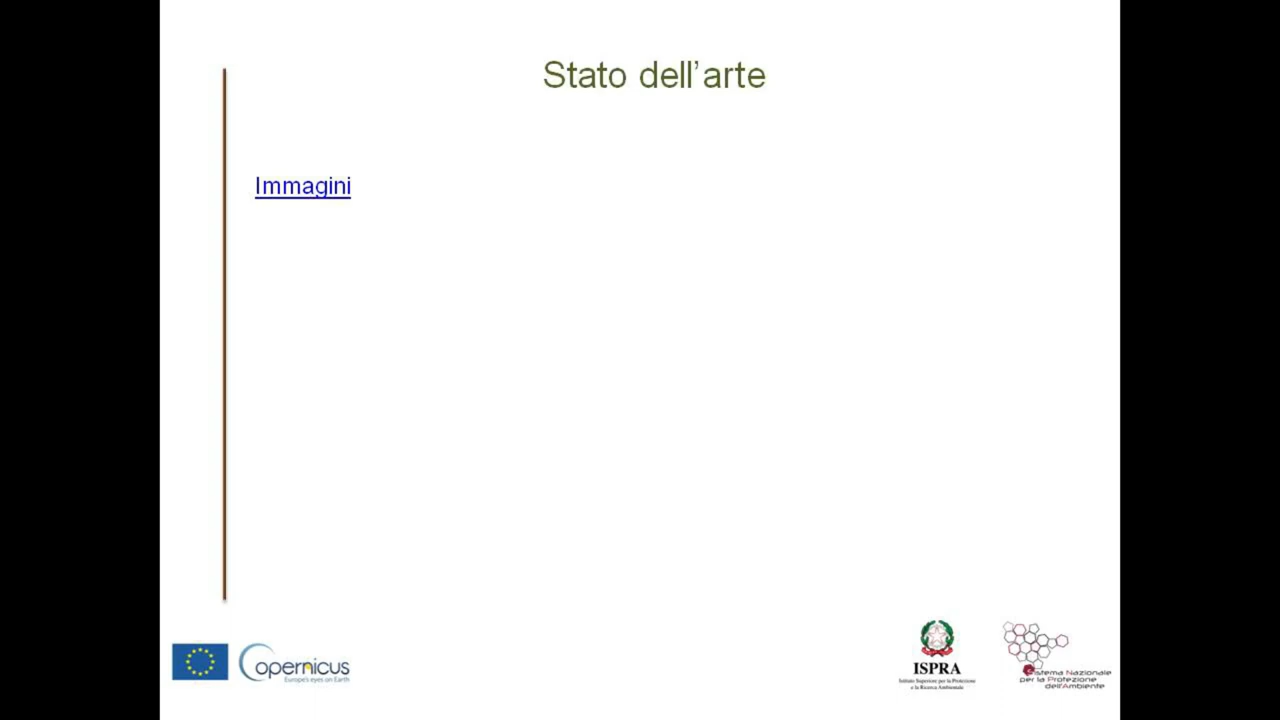 Stato dell’arte
Immagini
Copernicus
Europe's eyes on Earth
ISPRA
Istituto Superiore per la Protezione
e la Ricerca Ambientale
Sistema Nazionale
per la Protezione
dell'Ambiente